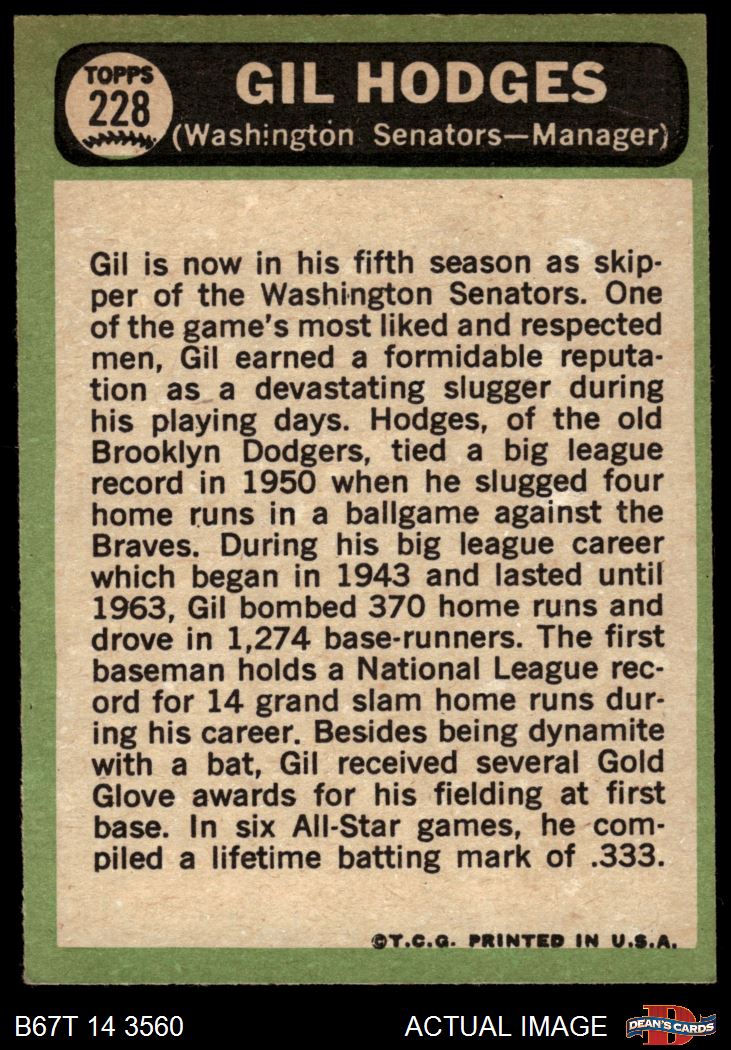 TOPPS
228
GIL HODGES
(Washington Senators—Manager)
Gil is now in his fifth season as skip-
per of the Washington Senators. One
of the game's most liked and respected
men, Gil earned a formidable reputa-
tion as a devastating slugger during
his playing days. Hodges, of the old
Brooklyn Dodgers, tied a big league
record in 1950 when he slugged four
home runs in a ballgame against the
Braves. During his big league career
which began in 1943 and lasted until
1963, Gil bombed 370 home runs and
drove in 1,274 base-runners. The first
baseman holds a National League rec-
ord for 14 grand slam home runs dur-
ing his career. Besides being dynamite
with a bat, Gil received several Gold
Glove awards for his fielding at first
base. In six All-Star games, he com-
piled a lifetime batting mark of .333.
©T.C.G. PRINTED IN U.S.A.
B67T 14 3560
ACTUAL IMAGE
D
DEAN'S CARDS